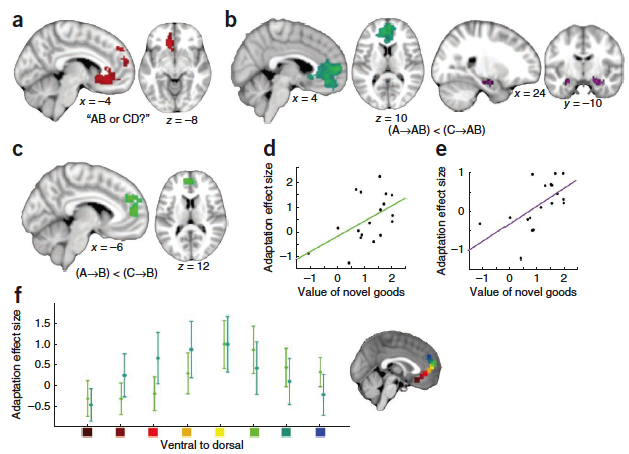 a
b
x = −4
"AB or CD?"
z = −8
x = 4
z = 10
x = 24
y = −10
(A→AB) < (C→AB)
c
x = −6
z = 12
(A→B) < (C→B)
d
Adaptation effect size
2
1
0
−1
−1 0 1 2
Value of novel goods
e
Adaptation effect size
1
0
−1
−1 0 1 2
Value of novel goods
f
Adaptation effect size
1.5
1.0
0.5
0
−0.5
Ventral to dorsal